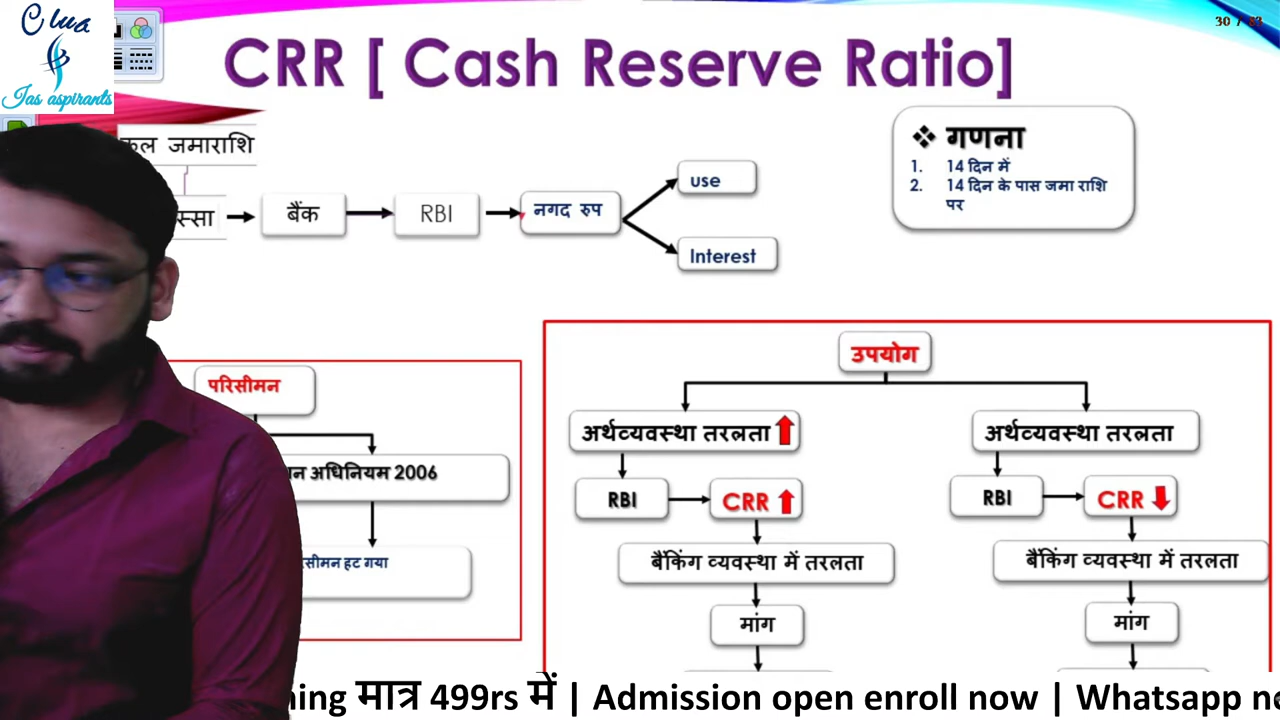 Clua
Ias aspirants
30 / 83
CRR [ Cash Reserve Ratio]
कुल जमाराशि
स्सा
बैंक
RBI
नगद रुप
use
Interest
❖ गणना
1. 14 दिन में
2. 14 दिन के पास जमा राशि
पर
परिसीमन
अधिनियम 2006
सीमन हट गया
उपयोग
अर्थव्यवस्था तरलता
अर्थव्यवस्था तरलता
RBI
CRR
RBI
CRR
बैंकिंग व्यवस्था में तरलता
बैंकिंग व्यवस्था में तरलता
मांग
मांग
ning मात्र 499rs में | Admission open enroll now | Whatsapp